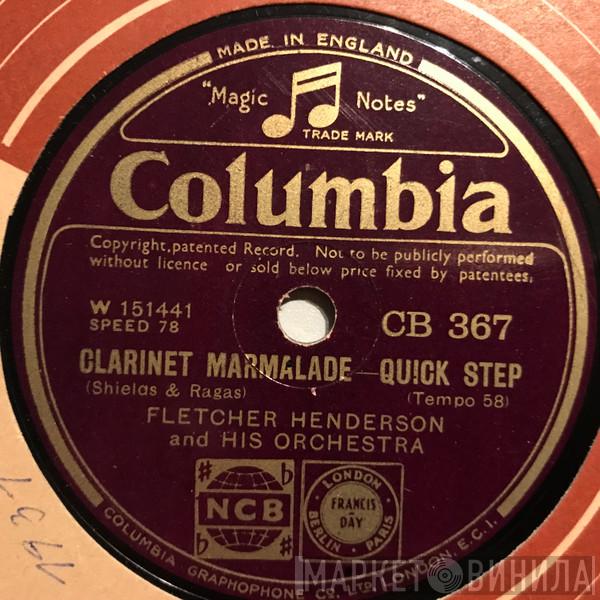 MADE IN ENGLAND
"Magic Notes"
TRADE MARK
Columbia
Copyright, patented Record. Not to be publicly performed
without licence or sold below price fixed by patentees.
W 151441
SPEED 78
CB 367
CLARINET MARMALADE—QUICK STEP
(Shields & Ragas)
(Tempo 58)
FLETCHER HENDERSON
and HIS ORCHESTRA
NCB
LONDON
FRANCIS
DAY
BERLIN PARIS
COLUMBIA GRAPHOPHONE CO. LTD. LONDON, E.C.I.
МАРКЕТ ВИНИЛА